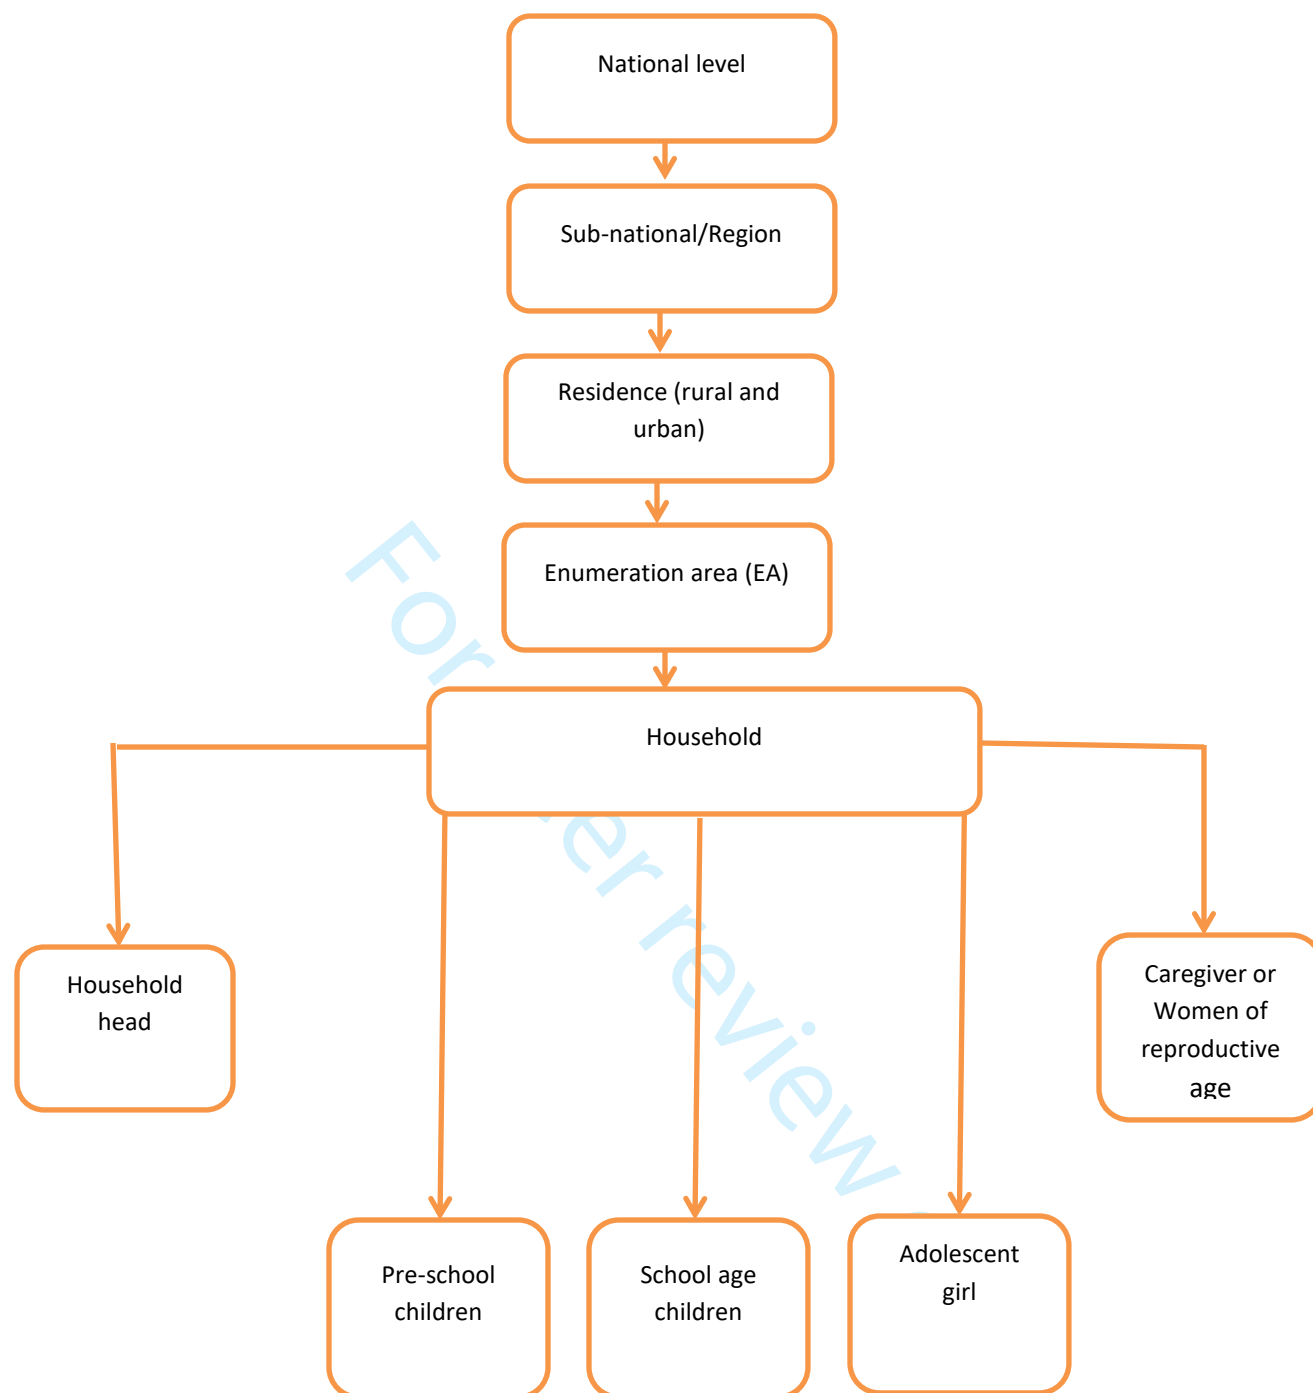 National level
Sub-national/Region
Residence (rural and
urban)
Enumeration area (EA)
Household
Household
head
Caregiver or
Women of
reproductive
age
Pre-school
children
School age
children
Adolescent
girl
For
review